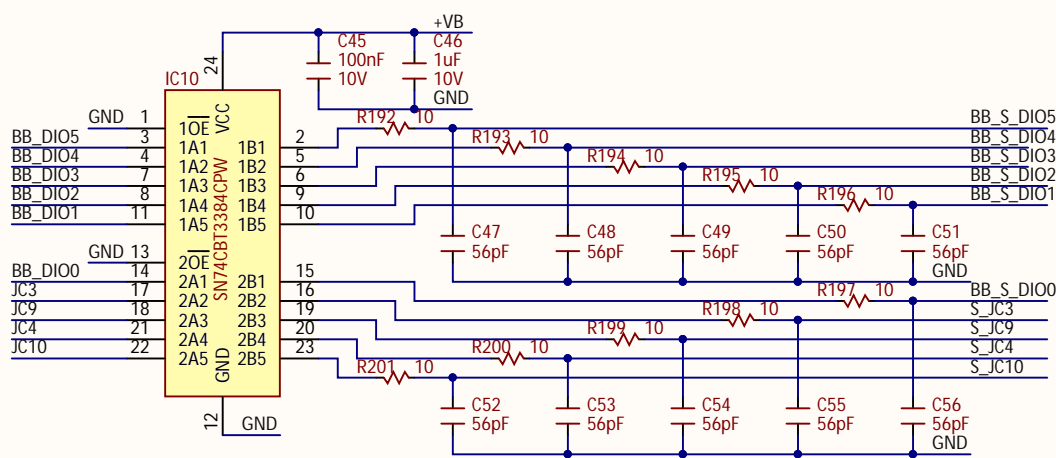 +VB
C45
100nF
10V
C46
1uF
10V
GND
24
IC10
VCC
SN74CBT3384CPW
GND
12
GND
GND 1 1OE
BB_DIO5 3 1A1 1B1 2 R192 10 BB_S_DIO5
BB_DIO4 4 1A2 1B2 5 R193 10 BB_S_DIO4
BB_DIO3 7 1A3 1B3 6 R194 10 BB_S_DIO3
BB_DIO2 8 1A4 1B4 9 R195 10 BB_S_DIO2
BB_DIO1 11 1A5 1B5 10 R196 10 BB_S_DIO1
C47 C48 C49 C50 C51
56pF 56pF 56pF 56pF 56pF
GND
GND 13 2OE
BB_DIO0 14 2A1 2B1 15 R197 10 BB_S_DIO0
JC3 17 2A2 2B2 16 R198 10 S_JC3
JC9 18 2A3 2B3 19 R199 10 S_JC9
JC4 21 2A4 2B4 20 R200 10 S_JC4
JC10 22 2A5 2B5 23 R201 10 S_JC10
C52 C53 C54 C55 C56
56pF 56pF 56pF 56pF 56pF
GND